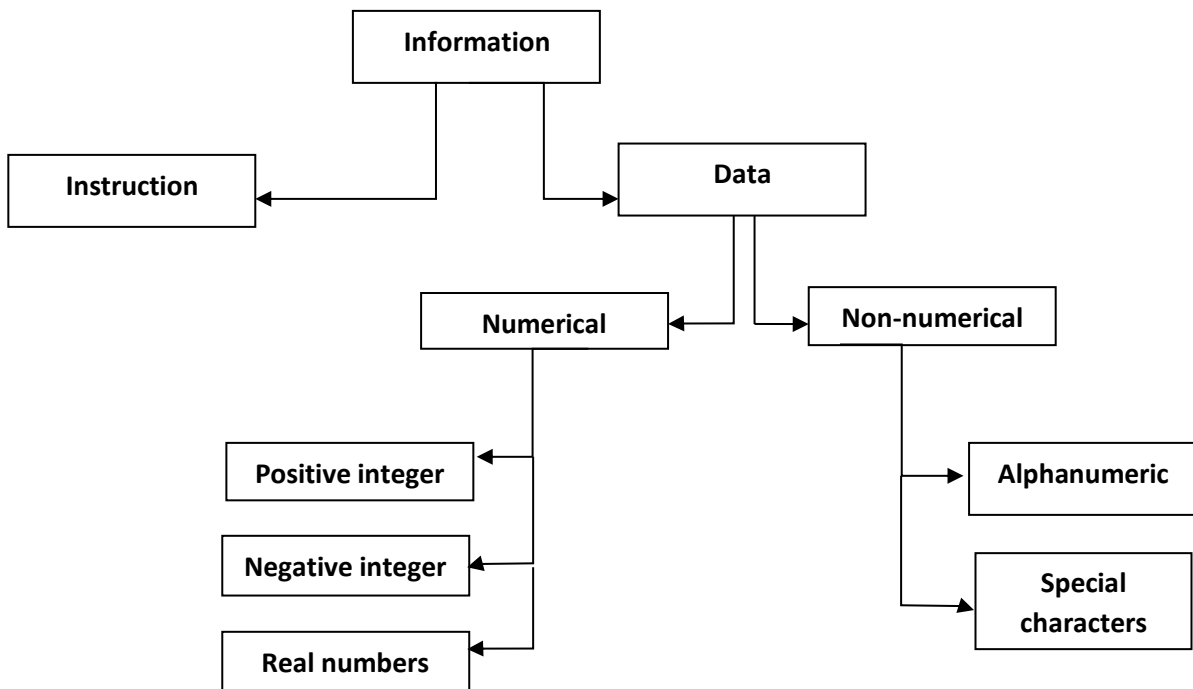 Information
Instruction
Data
Numerical
Non-numerical
Positive integer
Alphanumeric
Negative integer
Special
characters
Real numbers